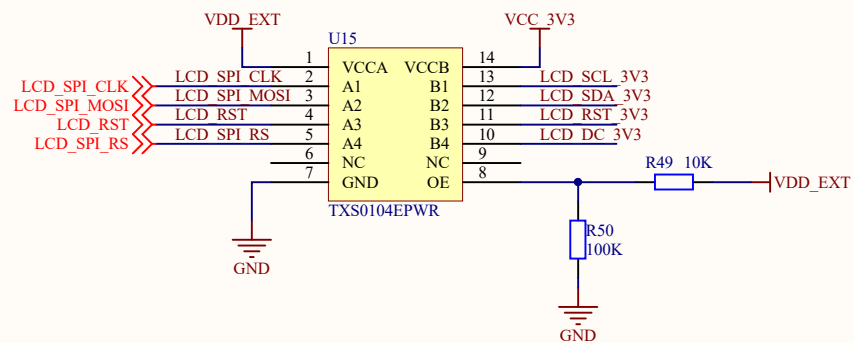 VDD_EXT
VCC_3V3
U15
1 VCCA VCCB 14
LCD_SPI_CLK LCD_SPI_CLK 2 A1 B1 13 LCD_SCL_3V3
LCD_SPI_MOSI LCD_SPI_MOSI 3 A2 B2 12 LCD_SDA_3V3
LCD_RST LCD_RST 4 A3 B3 11 LCD_RST_3V3
LCD_SPI_RS LCD_SPI_RS 5 A4 B4 10 LCD_DC_3V3
6 NC NC 9
7 GND OE 8
R49 10K
VDD_EXT
TXS0104EPWR
R50
100K
GND
GND